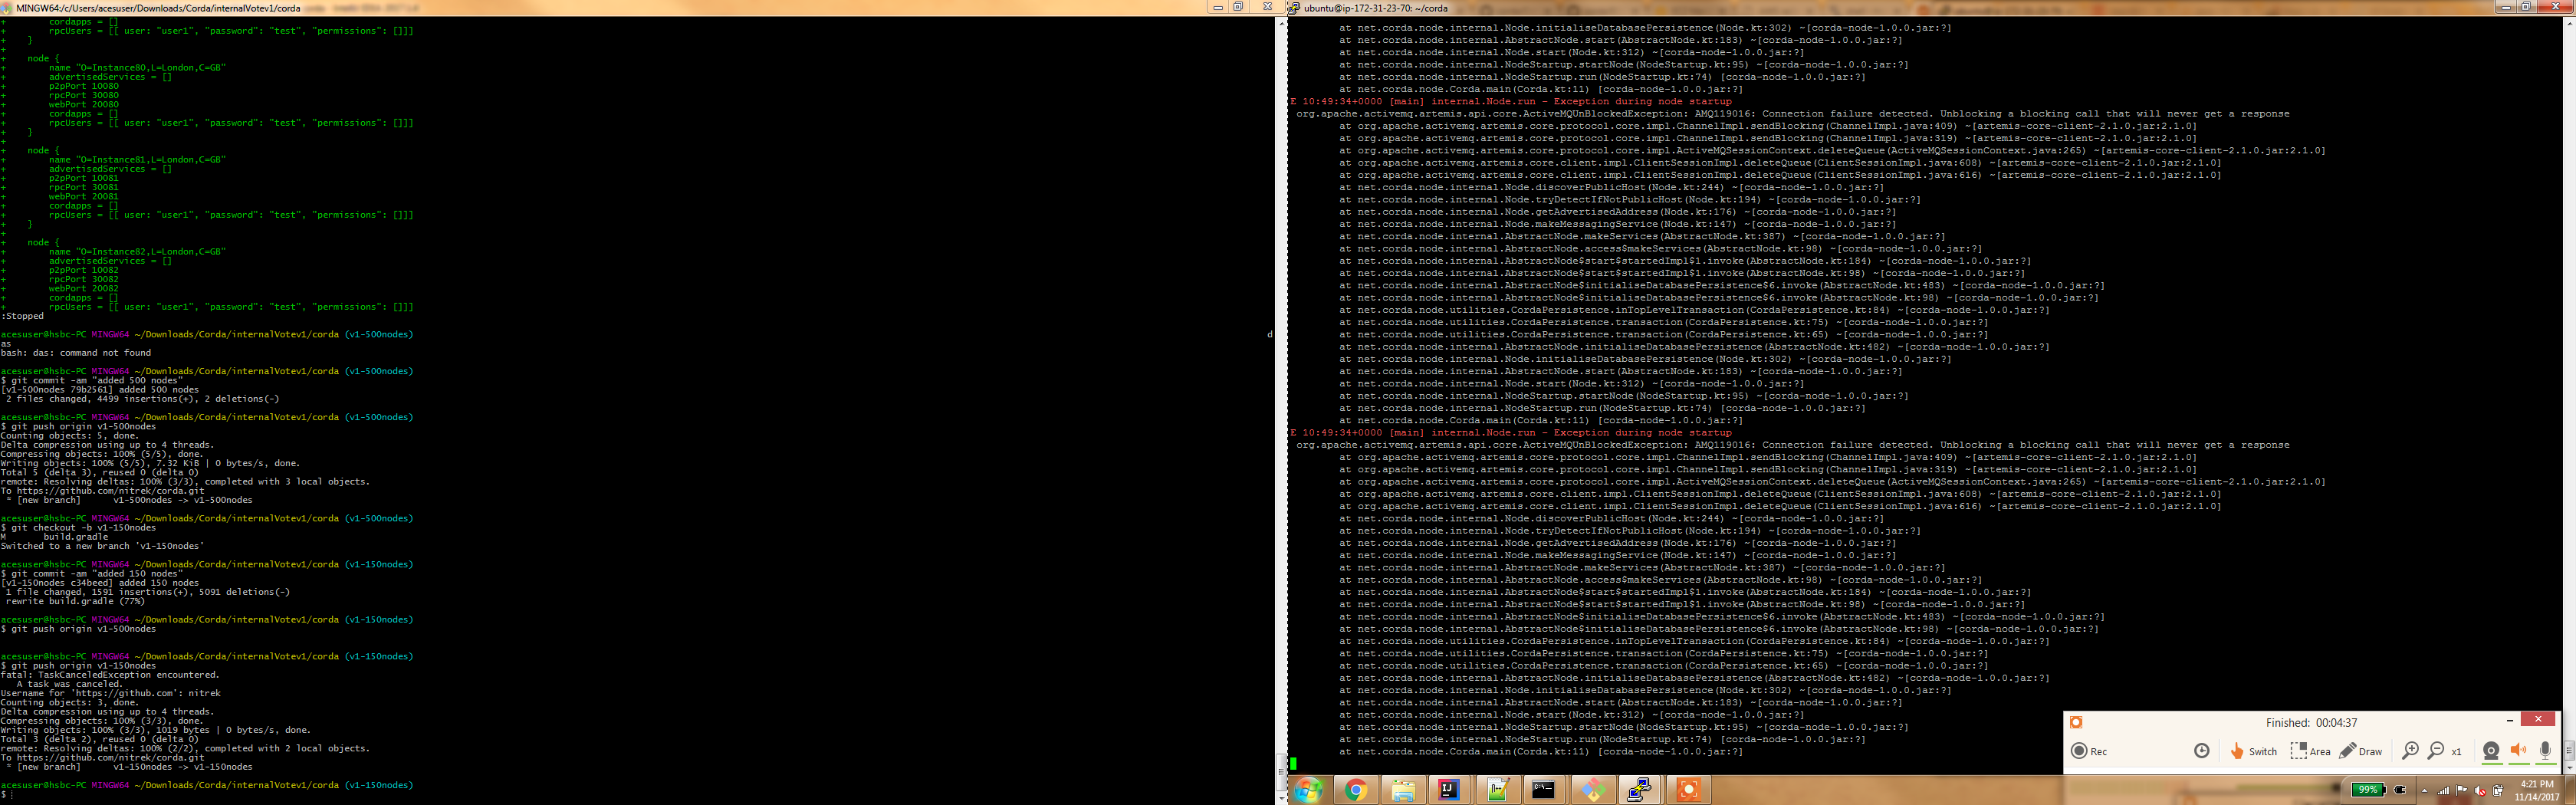 MINGW64:/c/Users/acesuser/Downloads/Corda/internalVotev1/corda
+        cordapps = []
+        rpcUsers = [[ user: "user1", "password": "test", "permissions": []]]
+    }
+
+    node {
+        name "O=Instance80,L=London,C=GB"
+        advertisedServices = []
+        p2pPort 10080
+        rpcPort 30080
+        webPort 20080
+        cordapps = []
+        rpcUsers = [[ user: "user1", "password": "test", "permissions": []]]
+    }
+
+    node {
+        name "O=Instance81,L=London,C=GB"
+        advertisedServices = []
+        p2pPort 10081
+        rpcPort 30081
+        webPort 20081
+        cordapps = []
+        rpcUsers = [[ user: "user1", "password": "test", "permissions": []]]
+    }
+
+    node {
+        name "O=Instance82,L=London,C=GB"
+        advertisedServices = []
+        p2pPort 10082
+        rpcPort 30082
+        webPort 20082
+        cordapps = []
+        rpcUsers = [[ user: "user1", "password": "test", "permissions": []]]
:Stopped
acesuser@hsbc-PC MINGW64 ~/Downloads/Corda/internalVotev1/corda (v1-500nodes)
d
as
bash: das: command not found
acesuser@hsbc-PC MINGW64 ~/Downloads/Corda/internalVotev1/corda (v1-500nodes)
$ git commit -am "added 500 nodes"
[v1-500nodes 79b2561] added 500 nodes
 2 files changed, 4499 insertions(+), 2 deletions(-)
acesuser@hsbc-PC MINGW64 ~/Downloads/Corda/internalVotev1/corda (v1-500nodes)
$ git push origin v1-500nodes
Counting objects: 5, done.
Delta compression using up to 4 threads.
Compressing objects: 100% (5/5), done.
Writing objects: 100% (5/5), 7.32 KiB | 0 bytes/s, done.
Total 5 (delta 3), reused 0 (delta 0)
remote: Resolving deltas: 100% (3/3), completed with 3 local objects.
To https://github.com/nitrek/corda.git
 * [new branch]      v1-500nodes -> v1-500nodes
acesuser@hsbc-PC MINGW64 ~/Downloads/Corda/internalVotev1/corda (v1-500nodes)
$ git checkout -b v1-150nodes
M       build.gradle
Switched to a new branch 'v1-150nodes'
acesuser@hsbc-PC MINGW64 ~/Downloads/Corda/internalVotev1/corda (v1-150nodes)
$ git commit -am "added 150 nodes"
[v1-150nodes c34beed] added 150 nodes
 1 file changed, 1591 insertions(+), 5091 deletions(-)
 rewrite build.gradle (77%)
acesuser@hsbc-PC MINGW64 ~/Downloads/Corda/internalVotev1/corda (v1-150nodes)
$ git push origin v1-500nodes
acesuser@hsbc-PC MINGW64 ~/Downloads/Corda/internalVotev1/corda (v1-150nodes)
$ git push origin v1-150nodes
fatal: TaskCanceledException encountered.
   A task was canceled.
Username for 'https://github.com': nitrek
Counting objects: 3, done.
Delta compression using up to 4 threads.
Compressing objects: 100% (3/3), done.
Writing objects: 100% (3/3), 1019 bytes | 0 bytes/s, done.
Total 3 (delta 2), reused 0 (delta 0)
remote: Resolving deltas: 100% (2/2), completed with 2 local objects.
To https://github.com/nitrek/corda.git
 * [new branch]      v1-150nodes -> v1-150nodes
acesuser@hsbc-PC MINGW64 ~/Downloads/Corda/internalVotev1/corda (v1-150nodes)
$
ubuntu@ip-172-31-23-70: ~/corda
at net.corda.node.internal.Node.initialiseDatabasePersistence(Node.kt:302) ~[corda-node-1.0.0.jar:?]
at net.corda.node.internal.AbstractNode.start(AbstractNode.kt:183) ~[corda-node-1.0.0.jar:?]
at net.corda.node.internal.Node.start(Node.kt:312) ~[corda-node-1.0.0.jar:?]
at net.corda.node.internal.NodeStartup.startNode(NodeStartup.kt:95) ~[corda-node-1.0.0.jar:?]
at net.corda.node.internal.NodeStartup.run(NodeStartup.kt:74) [corda-node-1.0.0.jar:?]
at net.corda.node.Corda.main(Corda.kt:11) [corda-node-1.0.0.jar:?]
E 10:49:34+0000 [main] internal.Node.run - Exception during node startup
org.apache.activemq.artemis.api.core.ActiveMQUnBlockedException: AMQ119016: Connection failure detected. Unblocking a blocking call that will never get a response
at org.apache.activemq.artemis.core.protocol.core.impl.ChannelImpl.sendBlocking(ChannelImpl.java:409) ~[artemis-core-client-2.1.0.jar:2.1.0]
at org.apache.activemq.artemis.core.protocol.core.impl.ChannelImpl.sendBlocking(ChannelImpl.java:319) ~[artemis-core-client-2.1.0.jar:2.1.0]
at org.apache.activemq.artemis.core.protocol.core.impl.ActiveMQSessionContext.deleteQueue(ActiveMQSessionContext.java:265) ~[artemis-core-client-2.1.0.jar:2.1.0]
at org.apache.activemq.artemis.core.client.impl.ClientSessionImpl.deleteQueue(ClientSessionImpl.java:608) ~[artemis-core-client-2.1.0.jar:2.1.0]
at org.apache.activemq.artemis.core.client.impl.ClientSessionImpl.deleteQueue(ClientSessionImpl.java:616) ~[artemis-core-client-2.1.0.jar:2.1.0]
at net.corda.node.internal.Node.discoverPublicHost(Node.kt:244) ~[corda-node-1.0.0.jar:?]
at net.corda.node.internal.Node.tryDetectIfNotPublicHost(Node.kt:194) ~[corda-node-1.0.0.jar:?]
at net.corda.node.internal.Node.getAdvertisedAddress(Node.kt:176) ~[corda-node-1.0.0.jar:?]
at net.corda.node.internal.Node.makeMessagingService(Node.kt:147) ~[corda-node-1.0.0.jar:?]
at net.corda.node.internal.AbstractNode.makeServices(AbstractNode.kt:387) ~[corda-node-1.0.0.jar:?]
at net.corda.node.internal.AbstractNode.access$makeServices(AbstractNode.kt:98) ~[corda-node-1.0.0.jar:?]
at net.corda.node.internal.AbstractNode$start$startedImpl$1.invoke(AbstractNode.kt:184) ~[corda-node-1.0.0.jar:?]
at net.corda.node.internal.AbstractNode$start$startedImpl$1.invoke(AbstractNode.kt:98) ~[corda-node-1.0.0.jar:?]
at net.corda.node.internal.AbstractNode$initialiseDatabasePersistence$6.invoke(AbstractNode.kt:483) ~[corda-node-1.0.0.jar:?]
at net.corda.node.internal.AbstractNode$initialiseDatabasePersistence$6.invoke(AbstractNode.kt:98) ~[corda-node-1.0.0.jar:?]
at net.corda.node.utilities.CordaPersistence.inTopLevelTransaction(CordaPersistence.kt:84) ~[corda-node-1.0.0.jar:?]
at net.corda.node.utilities.CordaPersistence.transaction(CordaPersistence.kt:75) ~[corda-node-1.0.0.jar:?]
at net.corda.node.utilities.CordaPersistence.transaction(CordaPersistence.kt:65) ~[corda-node-1.0.0.jar:?]
at net.corda.node.internal.AbstractNode.initialiseDatabasePersistence(AbstractNode.kt:482) ~[corda-node-1.0.0.jar:?]
at net.corda.node.internal.Node.initialiseDatabasePersistence(Node.kt:302) ~[corda-node-1.0.0.jar:?]
at net.corda.node.internal.AbstractNode.start(AbstractNode.kt:183) ~[corda-node-1.0.0.jar:?]
at net.corda.node.internal.Node.start(Node.kt:312) ~[corda-node-1.0.0.jar:?]
at net.corda.node.internal.NodeStartup.startNode(NodeStartup.kt:95) ~[corda-node-1.0.0.jar:?]
at net.corda.node.internal.NodeStartup.run(NodeStartup.kt:74) [corda-node-1.0.0.jar:?]
at net.corda.node.Corda.main(Corda.kt:11) [corda-node-1.0.0.jar:?]
E 10:49:34+0000 [main] internal.Node.run - Exception during node startup
org.apache.activemq.artemis.api.core.ActiveMQUnBlockedException: AMQ119016: Connection failure detected. Unblocking a blocking call that will never get a response
at org.apache.activemq.artemis.core.protocol.core.impl.ChannelImpl.sendBlocking(ChannelImpl.java:409) ~[artemis-core-client-2.1.0.jar:2.1.0]
at org.apache.activemq.artemis.core.protocol.core.impl.ChannelImpl.sendBlocking(ChannelImpl.java:319) ~[artemis-core-client-2.1.0.jar:2.1.0]
at org.apache.activemq.artemis.core.protocol.core.impl.ActiveMQSessionContext.deleteQueue(ActiveMQSessionContext.java:265) ~[artemis-core-client-2.1.0.jar:2.1.0]
at org.apache.activemq.artemis.core.client.impl.ClientSessionImpl.deleteQueue(ClientSessionImpl.java:608) ~[artemis-core-client-2.1.0.jar:2.1.0]
at org.apache.activemq.artemis.core.client.impl.ClientSessionImpl.deleteQueue(ClientSessionImpl.java:616) ~[artemis-core-client-2.1.0.jar:2.1.0]
at net.corda.node.internal.Node.discoverPublicHost(Node.kt:244) ~[corda-node-1.0.0.jar:?]
at net.corda.node.internal.Node.tryDetectIfNotPublicHost(Node.kt:194) ~[corda-node-1.0.0.jar:?]
at net.corda.node.internal.Node.getAdvertisedAddress(Node.kt:176) ~[corda-node-1.0.0.jar:?]
at net.corda.node.internal.Node.makeMessagingService(Node.kt:147) ~[corda-node-1.0.0.jar:?]
at net.corda.node.internal.AbstractNode.makeServices(AbstractNode.kt:387) ~[corda-node-1.0.0.jar:?]
at net.corda.node.internal.AbstractNode.access$makeServices(AbstractNode.kt:98) ~[corda-node-1.0.0.jar:?]
at net.corda.node.internal.AbstractNode$start$startedImpl$1.invoke(AbstractNode.kt:184) ~[corda-node-1.0.0.jar:?]
at net.corda.node.internal.AbstractNode$start$startedImpl$1.invoke(AbstractNode.kt:98) ~[corda-node-1.0.0.jar:?]
at net.corda.node.internal.AbstractNode$initialiseDatabasePersistence$6.invoke(AbstractNode.kt:483) ~[corda-node-1.0.0.jar:?]
at net.corda.node.internal.AbstractNode$initialiseDatabasePersistence$6.invoke(AbstractNode.kt:98) ~[corda-node-1.0.0.jar:?]
at net.corda.node.utilities.CordaPersistence.inTopLevelTransaction(CordaPersistence.kt:84) ~[corda-node-1.0.0.jar:?]
at net.corda.node.utilities.CordaPersistence.transaction(CordaPersistence.kt:75) ~[corda-node-1.0.0.jar:?]
at net.corda.node.utilities.CordaPersistence.transaction(CordaPersistence.kt:65) ~[corda-node-1.0.0.jar:?]
at net.corda.node.internal.AbstractNode.initialiseDatabasePersistence(AbstractNode.kt:482) ~[corda-node-1.0.0.jar:?]
at net.corda.node.internal.Node.initialiseDatabasePersistence(Node.kt:302) ~[corda-node-1.0.0.jar:?]
at net.corda.node.internal.AbstractNode.start(AbstractNode.kt:183) ~[corda-node-1.0.0.jar:?]
at net.corda.node.internal.Node.start(Node.kt:312) ~[corda-node-1.0.0.jar:?]
at net.corda.node.internal.NodeStartup.startNode(NodeStartup.kt:95) ~[corda-node-1.0.0.jar:?]
at net.corda.node.internal.NodeStartup.run(NodeStartup.kt:74) [corda-node-1.0.0.jar:?]
at net.corda.node.Corda.main(Corda.kt:11) [corda-node-1.0.0.jar:?]
Finished: 00:04:37
Rec Switch Area Draw x1
99%
4:21 PM
11/14/2017